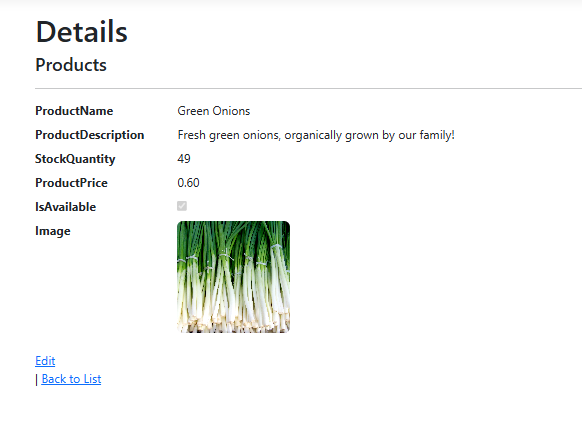 Details
Products
ProductName Green Onions
ProductDescription Fresh green onions, organically grown by our family!
StockQuantity 49
ProductPrice 0.60
IsAvailable
Image
Edit
| Back to List